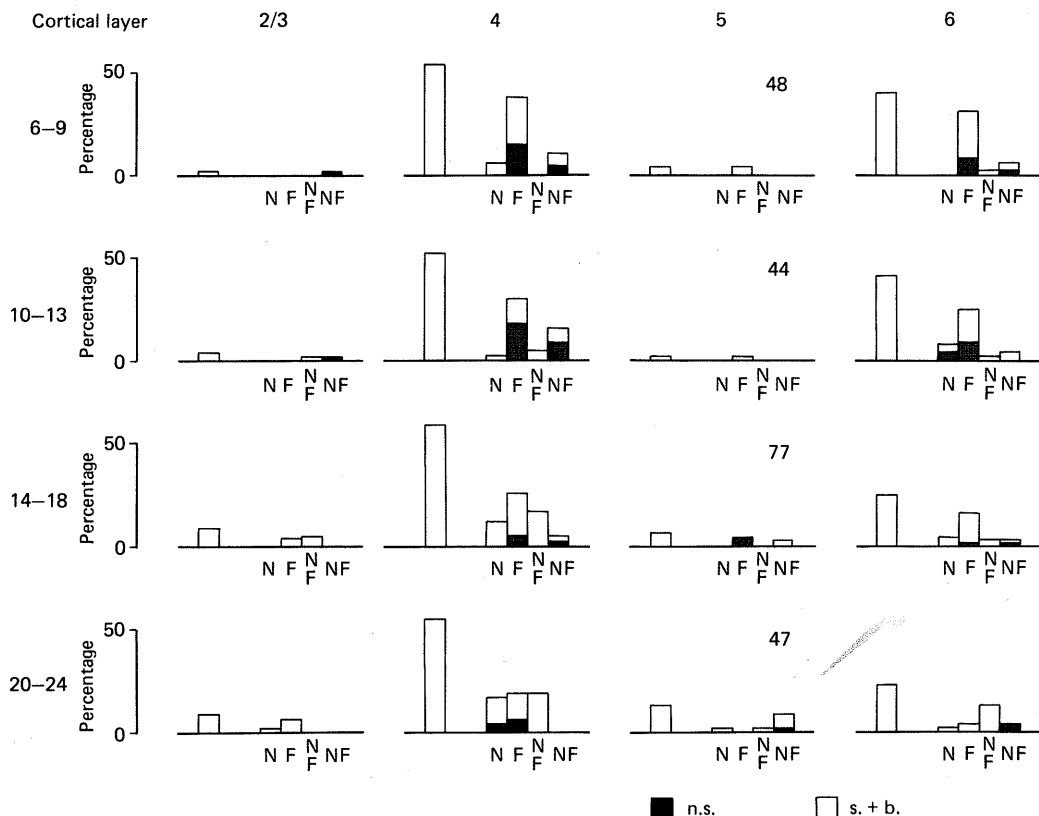 Cortical layer 2/3 4 5 6
6–9 Percentage 50 0 48
N F N F NF N F N F NF N F N F NF N F N F NF
10–13 Percentage 50 0 44
N F N F NF N F N F NF N F N F NF N F N F NF
14–18 Percentage 50 0 77
N F N F NF N F N F NF N F N F NF N F N F NF
20–24 Percentage 50 0 47
N F N F NF N F N F NF N F N F NF N F N F NF
n.s. s. + b.